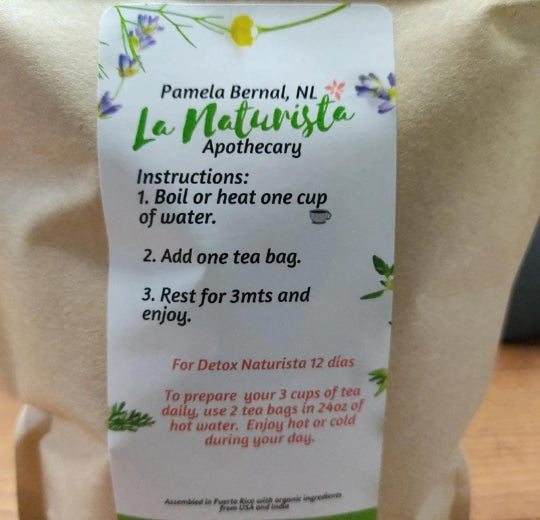 Pamela Bernal, NL
La Naturista
Apothecary
Instructions:
1. Boil or heat one cup
of water.
2. Add one tea bag.
3. Rest for 3mts and
enjoy.
For Detox Naturista 12 días
To prepare your 3 cups of tea
daily, use 2 tea bags in 24oz of
hot water. Enjoy hot or cold
during your day.
Assembled in Puerto Rico with organic ingredients
from USA and India